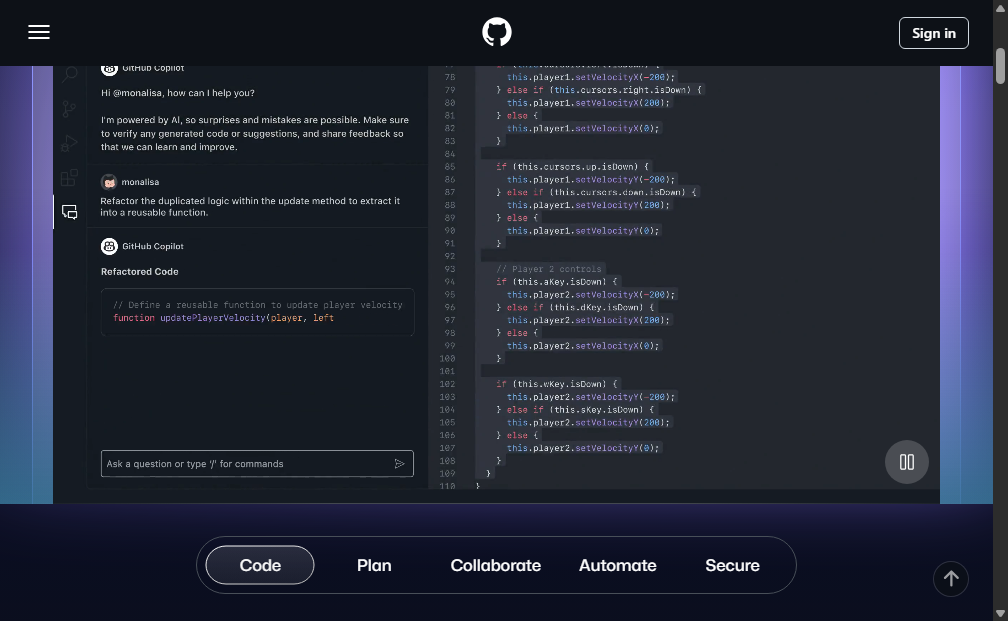 Sign in
GitHub Copilot
Hi @monalisa, how can I help you?
I'm powered by AI, so surprises and mistakes are possible. Make sure
to verify any generated code or suggestions, and share feedback so
that we can learn and improve.
monalisa
Refactor the duplicated logic within the update method to extract it
into a reusable function.
GitHub Copilot
Refactored Code
// Define a reusable function to update player velocity
function updatePlayerVelocity(player, left
Ask a question or type '/' for commands
78 this.player1.setVelocityX(-200);
79 } else if (this.cursors.right.isDown) {
80 this.player1.setVelocityX(200);
81 } else {
82 this.player1.setVelocityX(0);
83 }
84
85 if (this.cursors.up.isDown) {
86 this.player1.setVelocityY(-200);
87 } else if (this.cursors.down.isDown) {
88 this.player1.setVelocityY(200);
89 } else {
90 this.player1.setVelocityY(0);
91 }
92
93 // Player 2 controls
94 if (this.aKey.isDown) {
95 this.player2.setVelocityX(-200);
96 } else if (this.dKey.isDown) {
97 this.player2.setVelocityX(200);
98 } else {
99 this.player2.setVelocityX(0);
100 }
101
102 if (this.wKey.isDown) {
103 this.player2.setVelocityY(-200);
104 } else if (this.sKey.isDown) {
105 this.player2.setVelocityY(200);
106 } else {
107 this.player2.setVelocityY(0);
108 }
109 }
110 }
Code
Plan
Collaborate
Automate
Secure